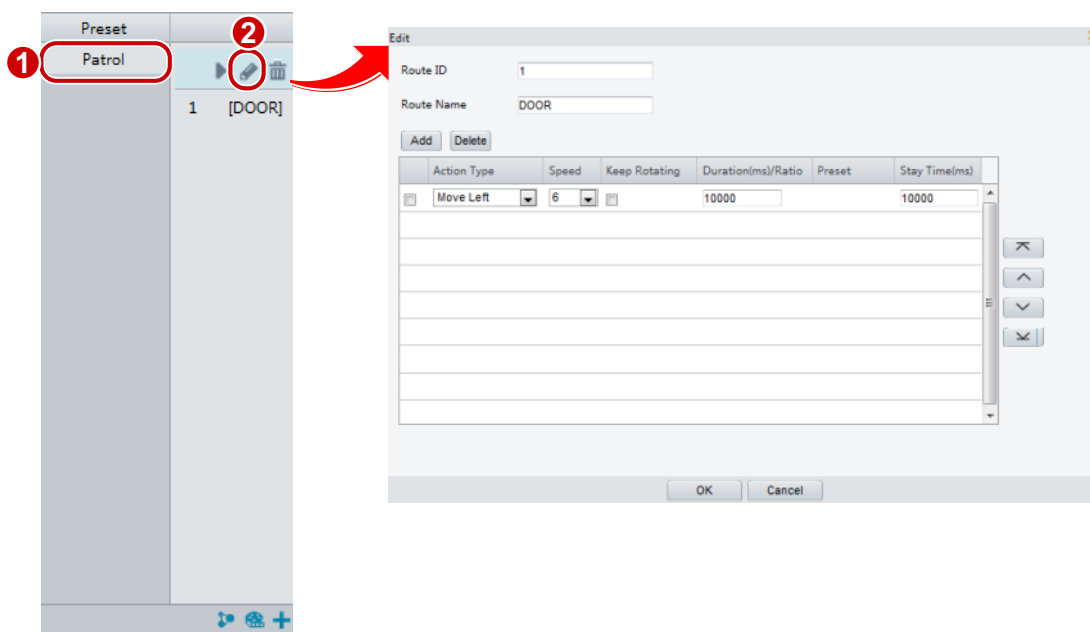 Preset
1
Patrol
2
1 [DOOR]
Edit
Route ID 1
Route Name DOOR
Add Delete
Action Type Speed Keep Rotating Duration(ms)/Ratio Preset Stay Time(ms)
Move Left 6 10000 10000
OK Cancel